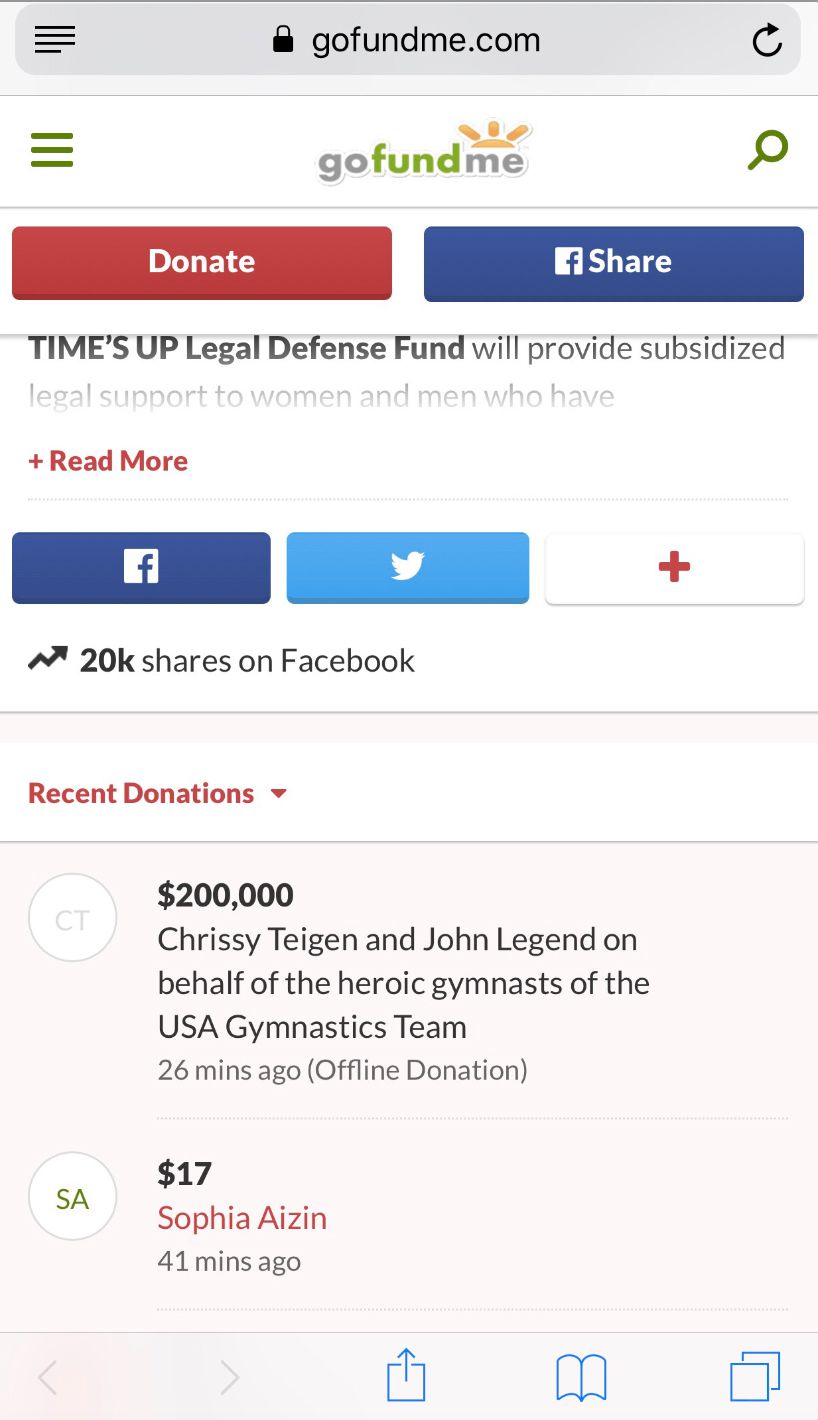 gofundme.com
gofundme
Donate
Share
TIME’S UP Legal Defense Fund will provide subsidized
legal support to women and men who have
+ Read More
20k shares on Facebook
Recent Donations
CT
$200,000
Chrissy Teigen and John Legend on
behalf of the heroic gymnasts of the
USA Gymnastics Team
26 mins ago (Offline Donation)
SA
$17
Sophia Aizin
41 mins ago